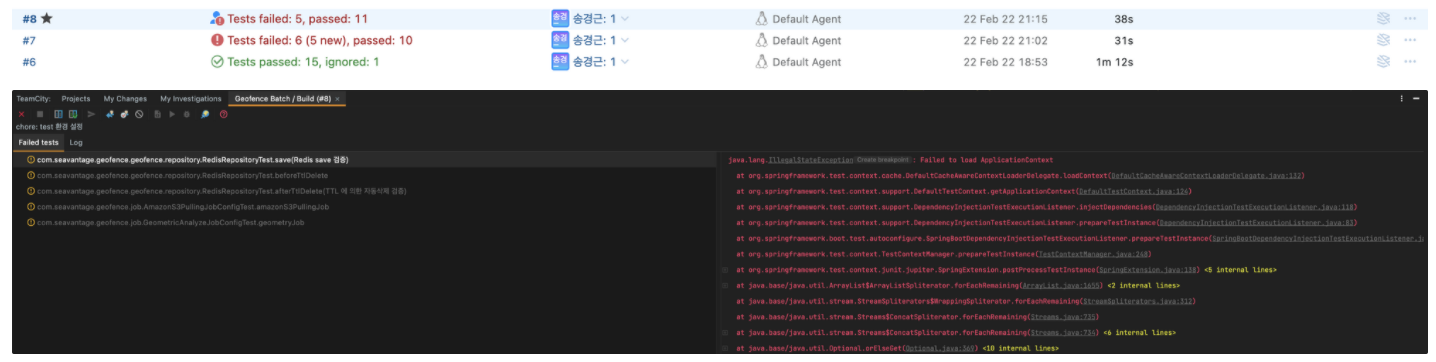 #8 Tests failed: 5, passed: 11 송경 송경근: 1 Default Agent 22 Feb 22 21:15 38s
#7 Tests failed: 6 (5 new), passed: 10 송경 송경근: 1 Default Agent 22 Feb 22 21:02 31s
#6 Tests passed: 15, ignored: 1 송경 송경근: 1 Default Agent 22 Feb 22 18:53 1m 12s
TeamCity: Projects My Changes My Investigations Geofence Batch / Build (#8) ×
chore: test 환경 설정
Failed tests Log
com.seavantage.geofence.geofence.repository.RedisRepositoryTest.save(Redis save 검증)
com.seavantage.geofence.geofence.repository.RedisRepositoryTest.beforeTtlDelete
com.seavantage.geofence.geofence.repository.RedisRepositoryTest.afterTtlDelete(TTL 에 의한 자동삭제 검증)
com.seavantage.geofence.job.AmazonS3PullingJobConfigTest.amazonS3PullingJob
com.seavantage.geofence.job.GeometricAnalyzeJobConfigTest.geometryJob
java.lang.IllegalStateException Create breakpoint : Failed to load ApplicationContext
at org.springframework.test.context.cache.DefaultCacheAwareContextLoaderDelegate.loadContext(DefaultCacheAwareContextLoaderDelegate.java:132)
at org.springframework.test.context.support.DefaultTestContext.getApplicationContext(DefaultTestContext.java:124)
at org.springframework.test.context.support.DependencyInjectionTestExecutionListener.injectDependencies(DependencyInjectionTestExecutionListener.java:118)
at org.springframework.test.context.support.DependencyInjectionTestExecutionListener.prepareTestInstance(DependencyInjectionTestExecutionListener.java:83)
at org.springframework.boot.test.autoconfigure.SpringBootDependencyInjectionTestExecutionListener.prepareTestInstance(SpringBootDependencyInjectionTestExecutionListener.j
at org.springframework.test.context.TestContextManager.prepareTestInstance(TestContextManager.java:248)
at org.springframework.test.context.junit.jupiter.SpringExtension.postProcessTestInstance(SpringExtension.java:138) <5 internal lines>
at java.base/java.util.ArrayList$ArrayListSpliterator.forEachRemaining(ArrayList.java:1655) <2 internal lines>
at java.base/java.util.stream.StreamSpliterators$WrappingSpliterator.forEachRemaining(StreamSpliterators.java:312)
at java.base/java.util.stream.Streams$ConcatSpliterator.forEachRemaining(Streams.java:735)
at java.base/java.util.stream.Streams$ConcatSpliterator.forEachRemaining(Streams.java:734) <6 internal lines>
at java.base/java.util.Optional.orElseGet(Optional.java:369) <10 internal lines>